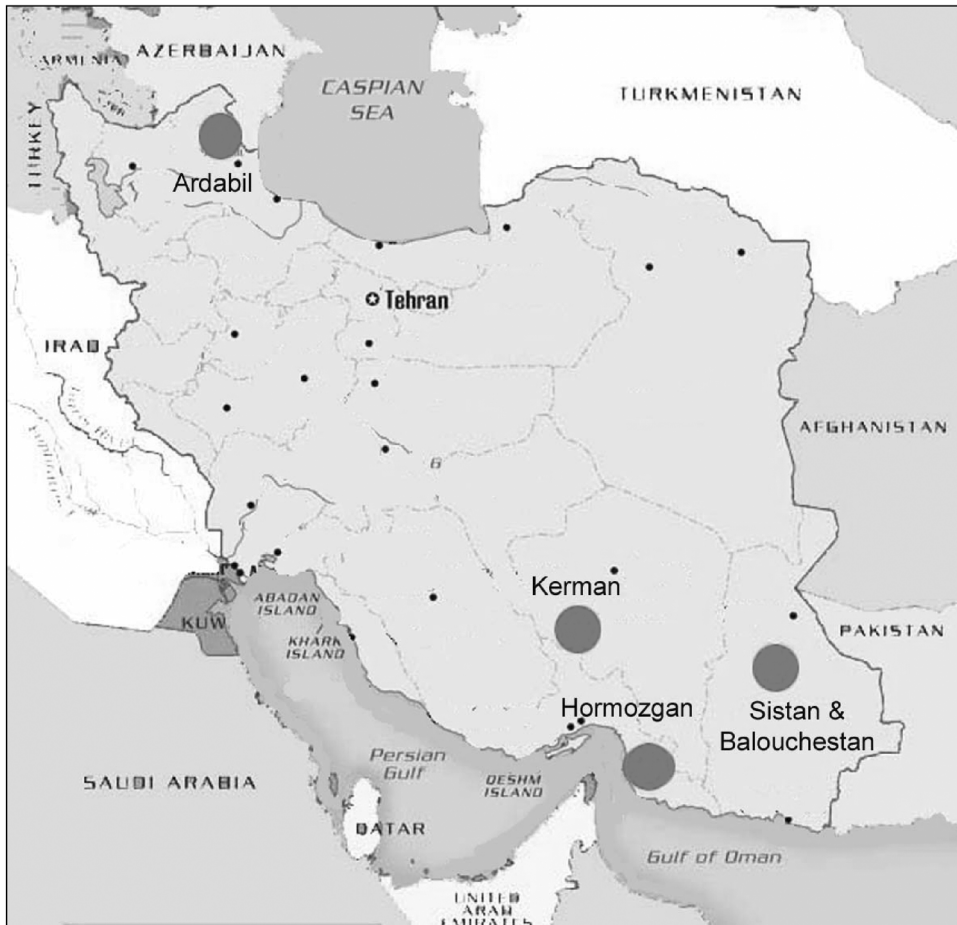 AZERBAIJAN
ARMENIA
CASPIAN
SEA
TURKMENISTAN
TURKEY
Ardabil
Tehran
IRAQ
AFGHANISTAN
6
Kerman
ABADAN
ISLAND
KUW
KHARK
ISLAND
PAKISTAN
Hormozgan
Sistan &
Balouchestan
Persian
Gulf
QESHM
ISLAND
SAUDI ARABIA
QATAR
Gulf of Oman
UNITED
ARAB
EMIRATES